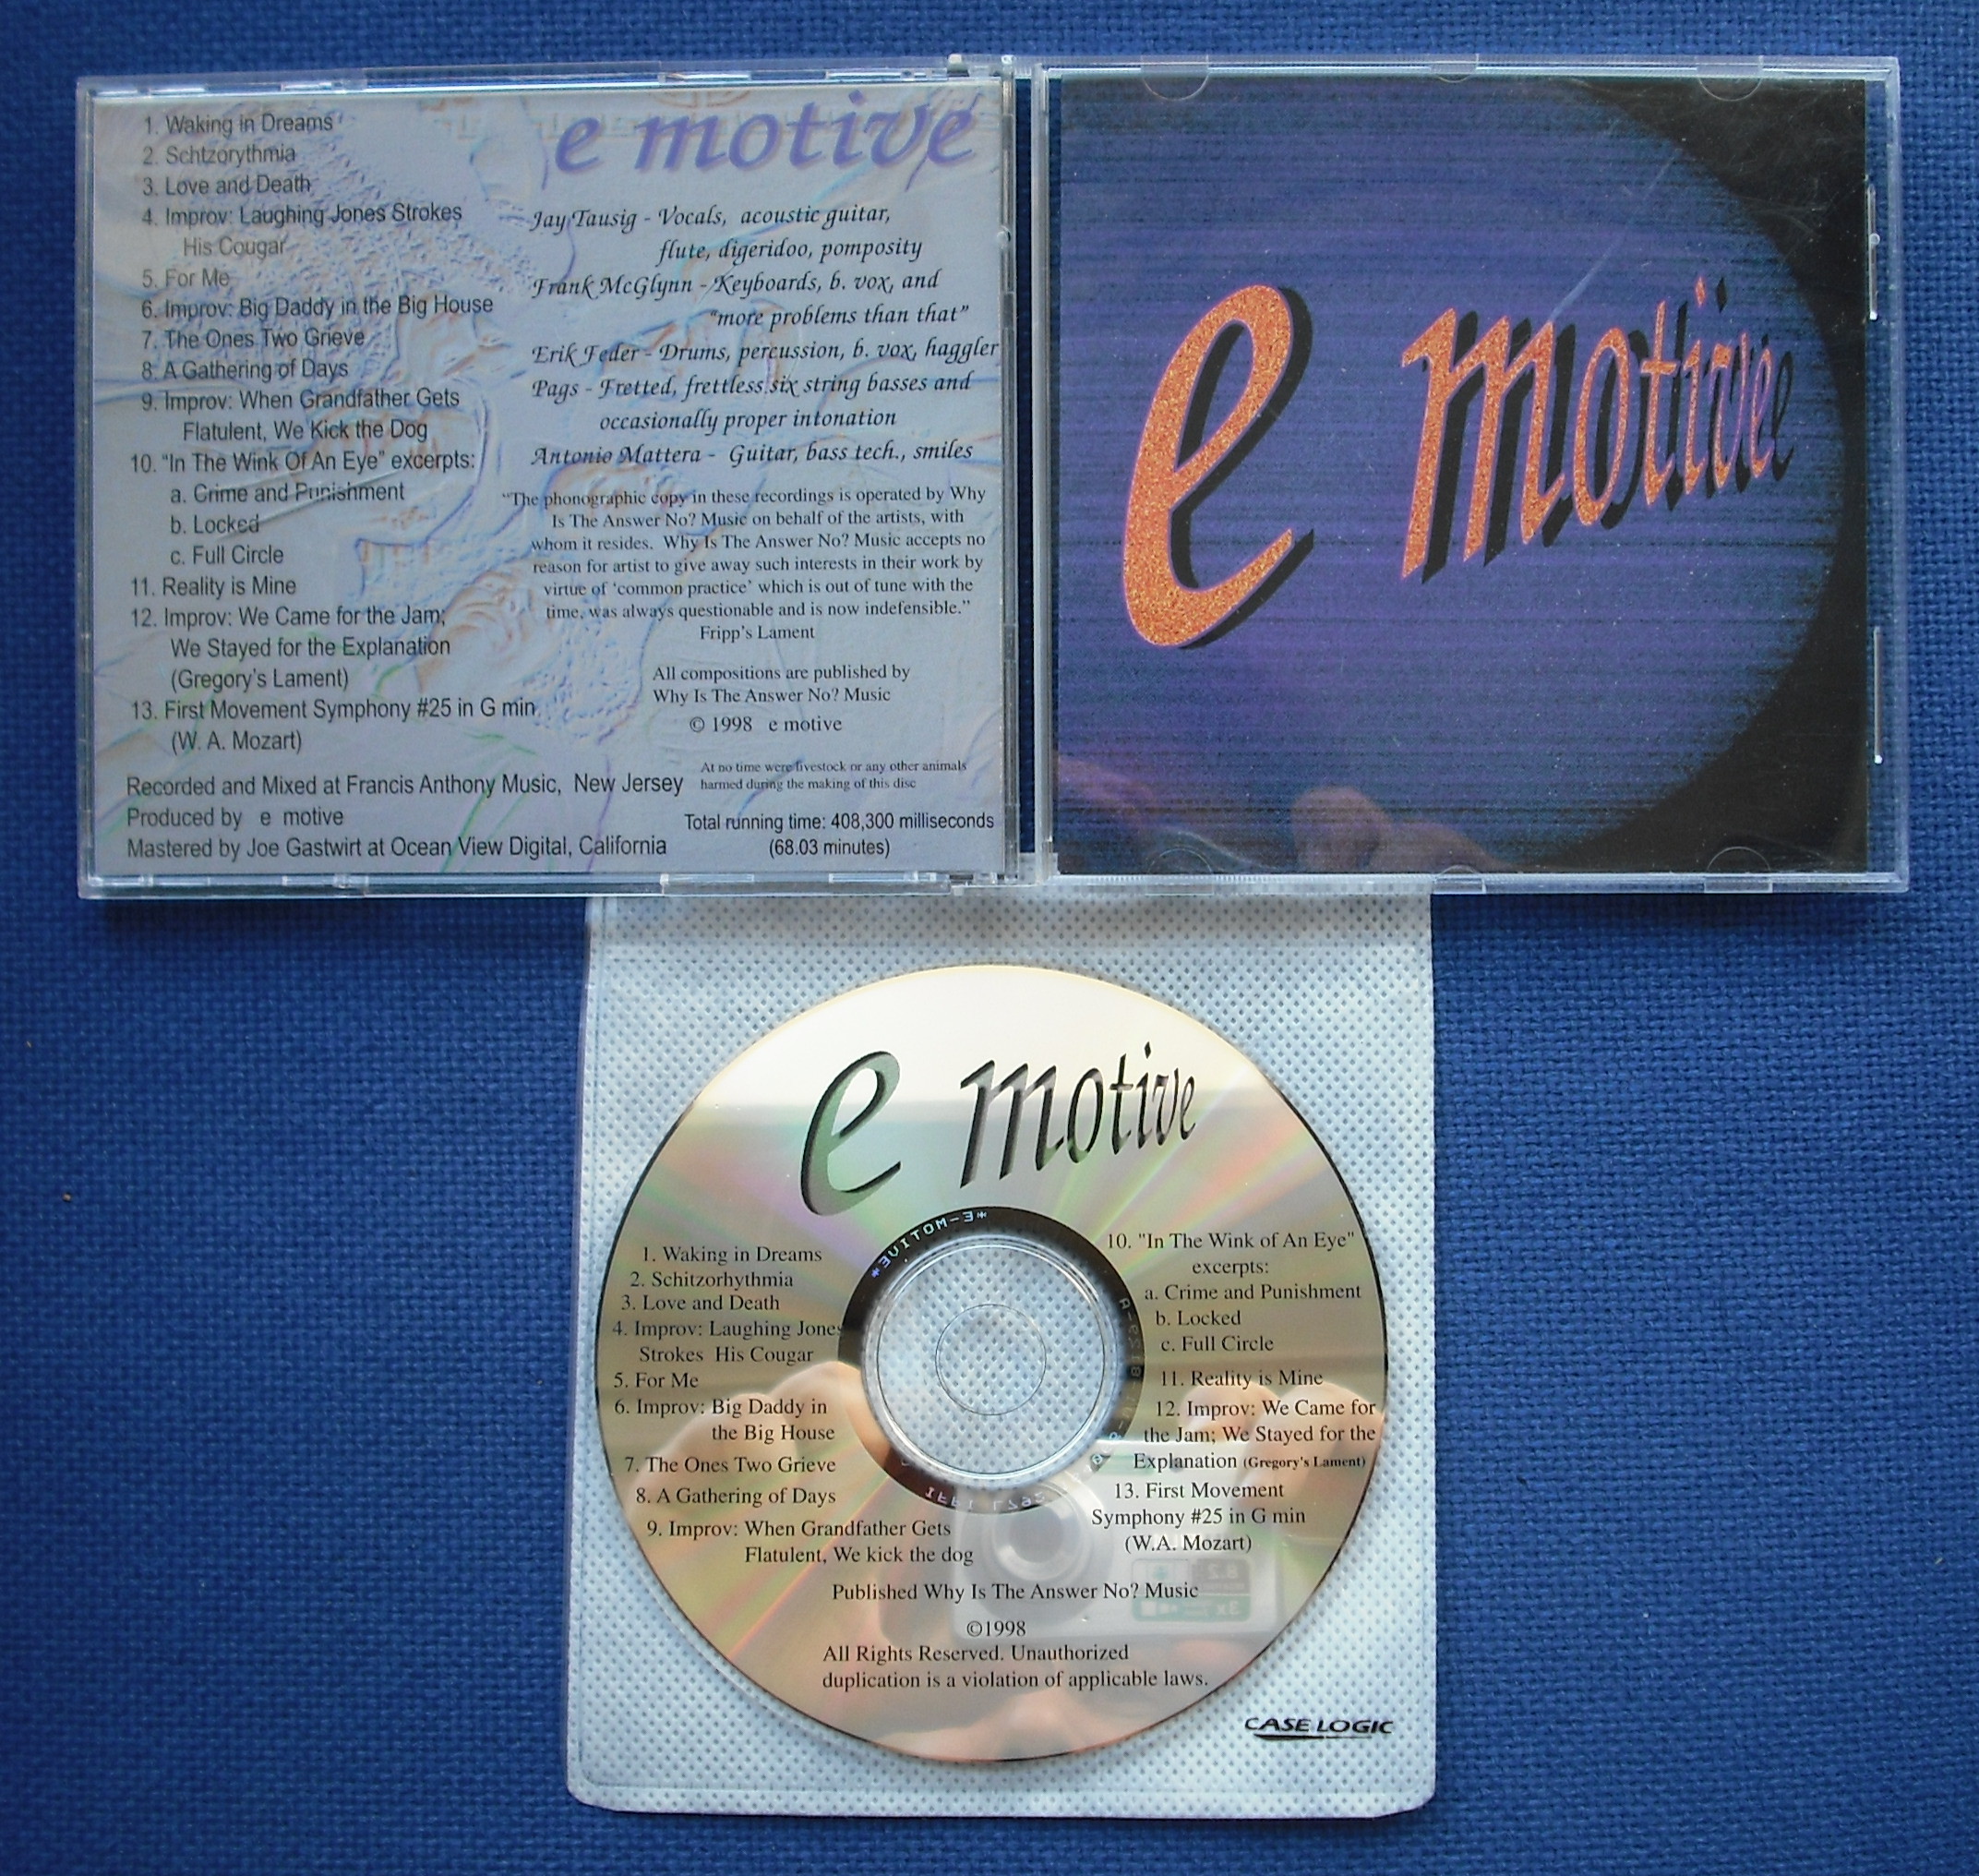 1. Waking in Dreams
2. Schtzorythmia
3. Love and Death
4. Improv: Laughing Jones Strokes
His Cougar
5. For Me
6. Improv: Big Daddy in the Big House
7. The Ones Two Grieve
8. A Gathering of Days
9. Improv: When Grandfather Gets
Flatulent, We Kick the Dog
10. “In The Wink Of An Eye” excerpts:
a. Crime and Punishment
b. Locked
c. Full Circle
11. Reality is Mine
12. Improv: We Came for the Jam;
We Stayed for the Explanation
(Gregory's Lament)
13. First Movement Symphony #25 in G min
(W. A. Mozart)
Recorded and Mixed at Francis Anthony Music, New Jersey
Produced by e motive
Mastered by Joe Gastwirt at Ocean View Digital, California
e motive
Jay Tausig - Vocals, acoustic guitar,
flute, digeridoo, pomposity
Frank McGlynn - Keyboards, b. vox, and
“more problems than that”
Erik Feder - Drums, percussion, b. vox, haggler
Pags - Fretted, frettless six string basses and
occasionally proper intonation
Antonio Mattera - Guitar, bass tech., smiles
“The phonographic copy in these recordings is operated by Why
Is The Answer No? Music on behalf of the artists, with
whom it resides. Why Is The Answer No? Music accepts no
reason for artist to give away such interests in their work by
virtue of ‘common practice’ which is out of tune with the
time, was always questionable and is now indefensible.”
Fripp's Lament
All compositions are published by
Why Is The Answer No? Music
© 1998 e motive
At no time were livestock or any other animals
harmed during the making of this disc
Total running time: 408,300 milliseconds
(68.03 minutes)
e motive
e motive
*E-MOTIVE*
1. Waking in Dreams
2. Schitzorhythmia
3. Love and Death
4. Improv: Laughing Jones
Strokes His Cougar
5. For Me
6. Improv: Big Daddy in
the Big House
7. The Ones Two Grieve
8. A Gathering of Days
9. Improv: When Grandfather Gets
Flatulent, We kick the dog
10. "In The Wink of An Eye"
excerpts:
a. Crime and Punishment
b. Locked
c. Full Circle
11. Reality is Mine
12. Improv: We Came for
the Jam; We Stayed for the
Explanation (Gregory's Lament)
13. First Movement
Symphony #25 in G min
(W.A. Mozart)
Published Why Is The Answer No? Music
©1998
All Rights Reserved. Unauthorized
duplication is a violation of applicable laws.
8.2
3x
CASE LOGIC